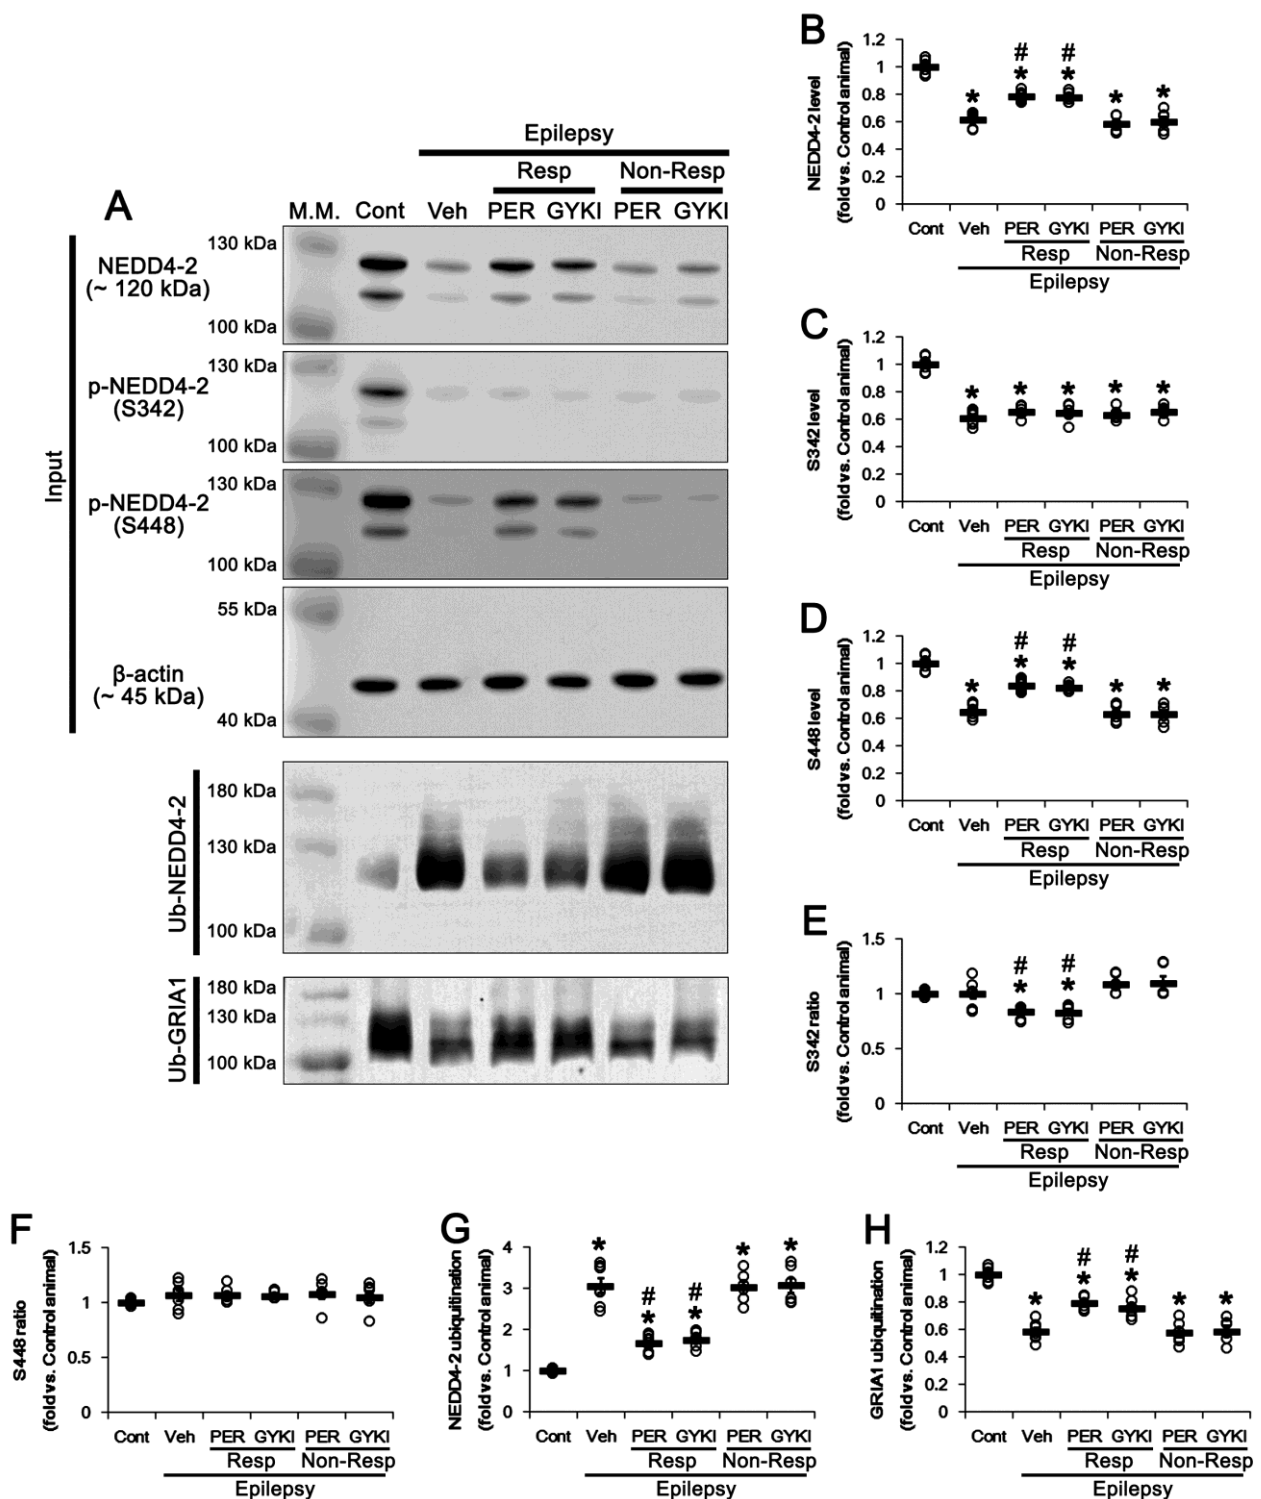 A
Epilepsy
Resp Non-Resp
M.M. Cont Veh PER GYKI PER GYKI
Input
NEDD4-2
(~ 120 kDa)
130 kDa
100 kDa
p-NEDD4-2
(S342)
130 kDa
100 kDa
p-NEDD4-2
(S448)
130 kDa
100 kDa
β-actin
(~ 45 kDa)
55 kDa
40 kDa
Ub-NEDD4-2
180 kDa
130 kDa
100 kDa
Ub-GRIA1
180 kDa
130 kDa
100 kDa
B
NEDD4-2 level
(fold vs. Control animal)
1.2
1
0.8
0.6
0.4
0.2
0
* # * # * * *
Cont Veh PER GYKI PER GYKI
Resp Non-Resp
Epilepsy
C
S342 level
(fold vs. Control animal)
1.2
1
0.8
0.6
0.4
0.2
0
* * * * *
Cont Veh PER GYKI PER GYKI
Resp Non-Resp
Epilepsy
D
S448 level
(fold vs. Control animal)
1.2
1
0.8
0.6
0.4
0.2
0
* # * # * * *
Cont Veh PER GYKI PER GYKI
Resp Non-Resp
Epilepsy
E
S342 ratio
(fold vs. Control animal)
1.5
1
0.5
0
# * # *
Cont Veh PER GYKI PER GYKI
Resp Non-Resp
Epilepsy
F
S448 ratio
(fold vs. Control animal)
1.5
1
0.5
0
Cont Veh PER GYKI PER GYKI
Resp Non-Resp
Epilepsy
G
NEDD4-2 ubiquitination
(fold vs. Control animal)
4
3
2
1
0
* # * # * * *
Cont Veh PER GYKI PER GYKI
Resp Non-Resp
Epilepsy
H
GRIA1 ubiquitination
(fold vs. Control animal)
1.2
1
0.8
0.6
0.4
0.2
0
* # * # * * *
Cont Veh PER GYKI PER GYKI
Resp Non-Resp
Epilepsy